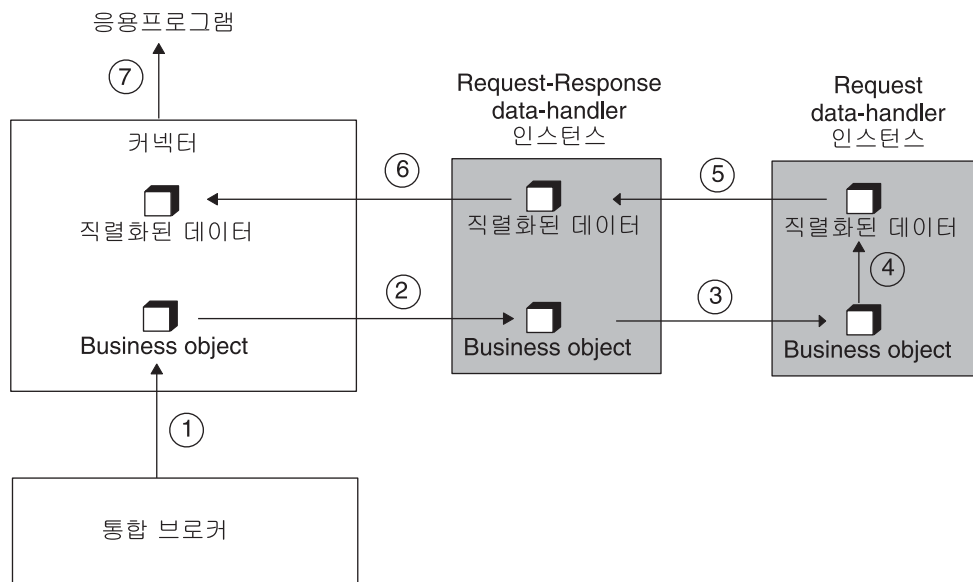 응용프로그램
7
Request-Response
data-handler
인스턴스
Request
data-handler
인스턴스
커넥터
6
5
직렬화된 데이터
직렬화된 데이터
직렬화된 데이터
4
2
3
Business object
Business object
Business object
1
통합 브로커